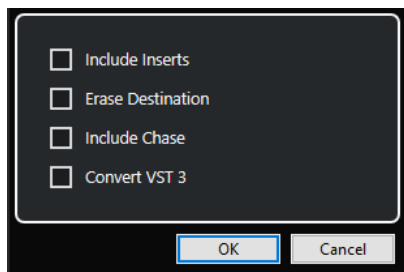 Include Inserts
Erase Destination
Include Chase
Convert VST 3
OK Cancel